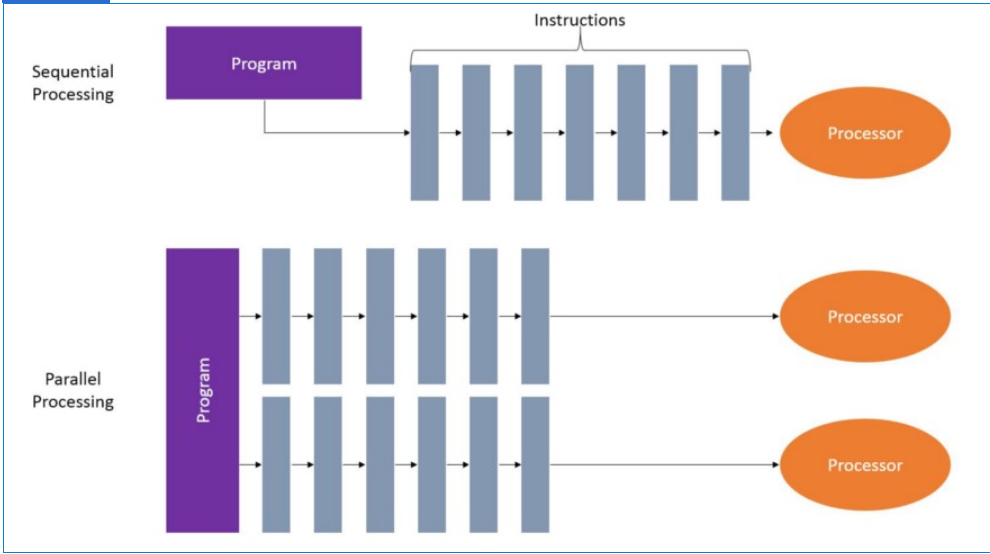 Instructions
Program
Sequential
Processing
Processor
Processor
Parallel
Processing
Program
Processor